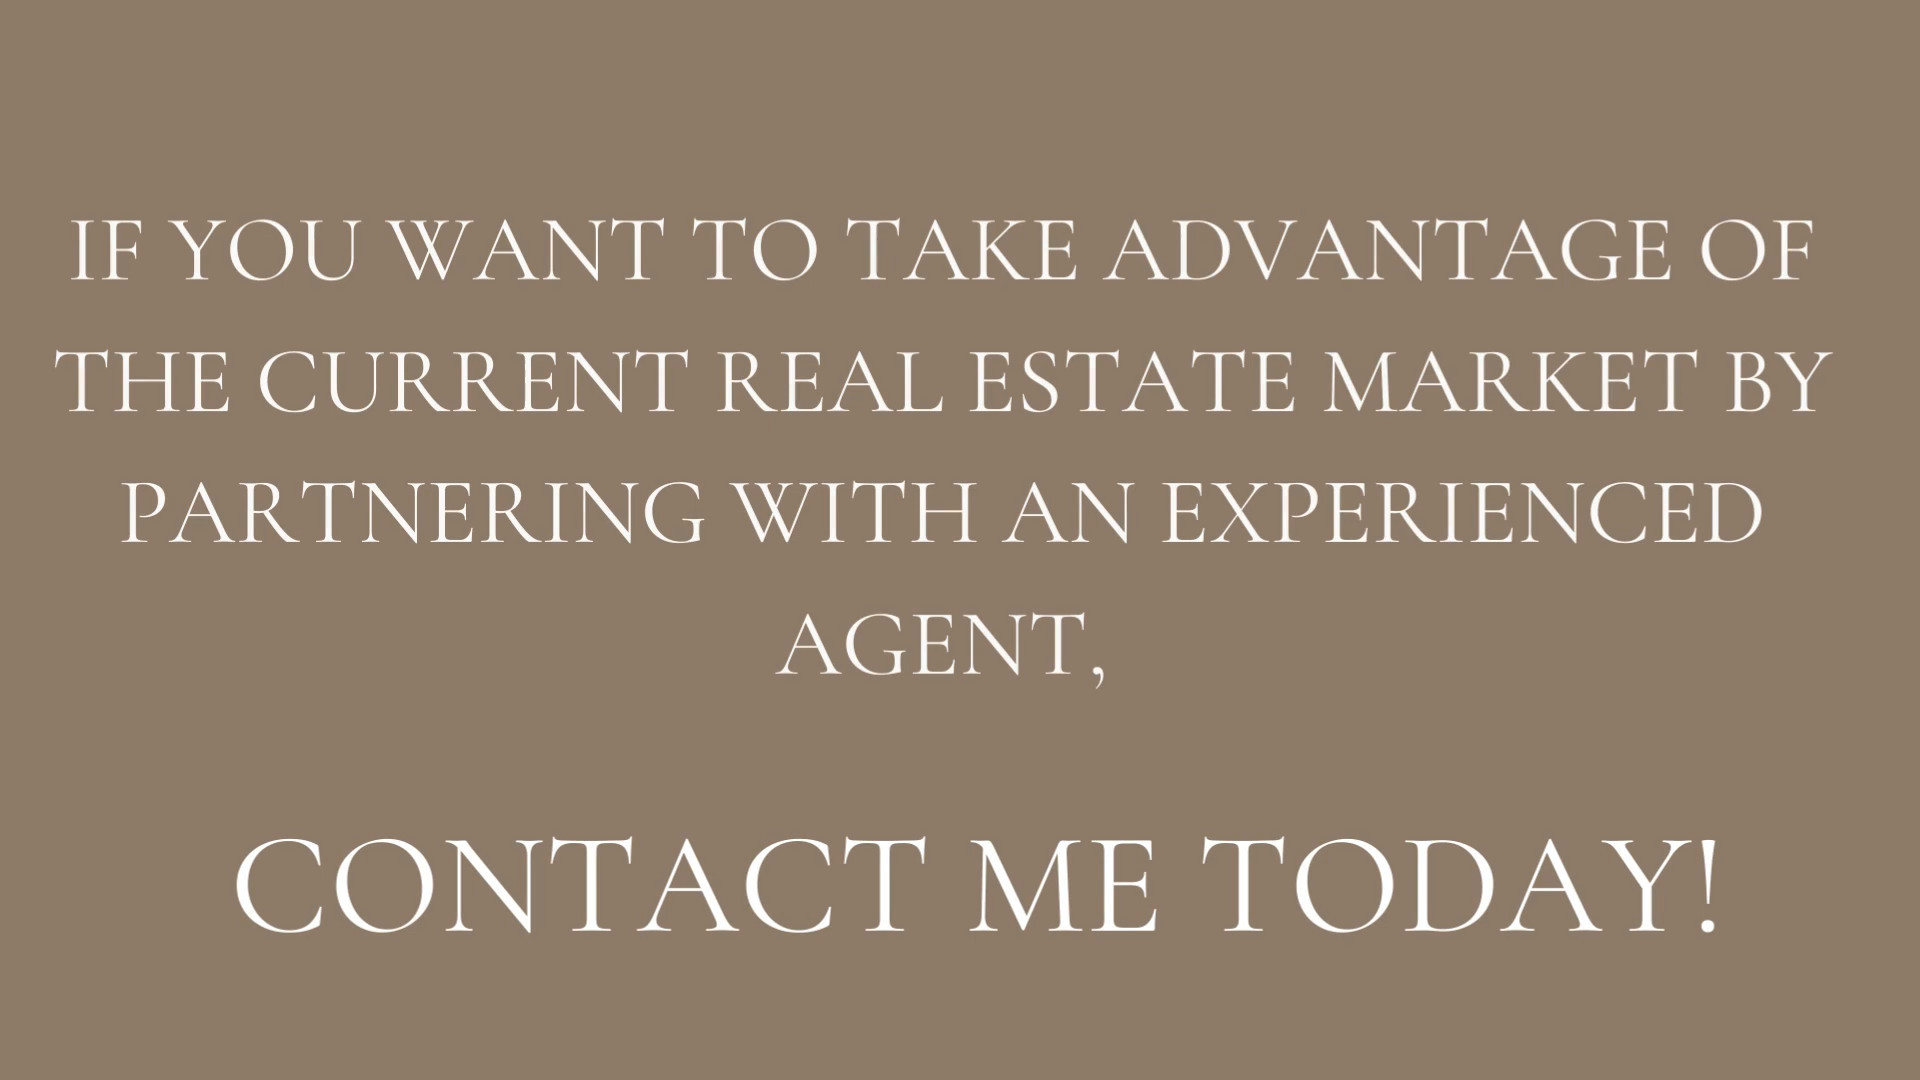 IF YOU WANT TO TAKE ADVANTAGE OF
THE CURRENT REAL ESTATE MARKET BY
PARTNERING WITH AN EXPERIENCED
AGENT,
CONTACT ME TODAY!